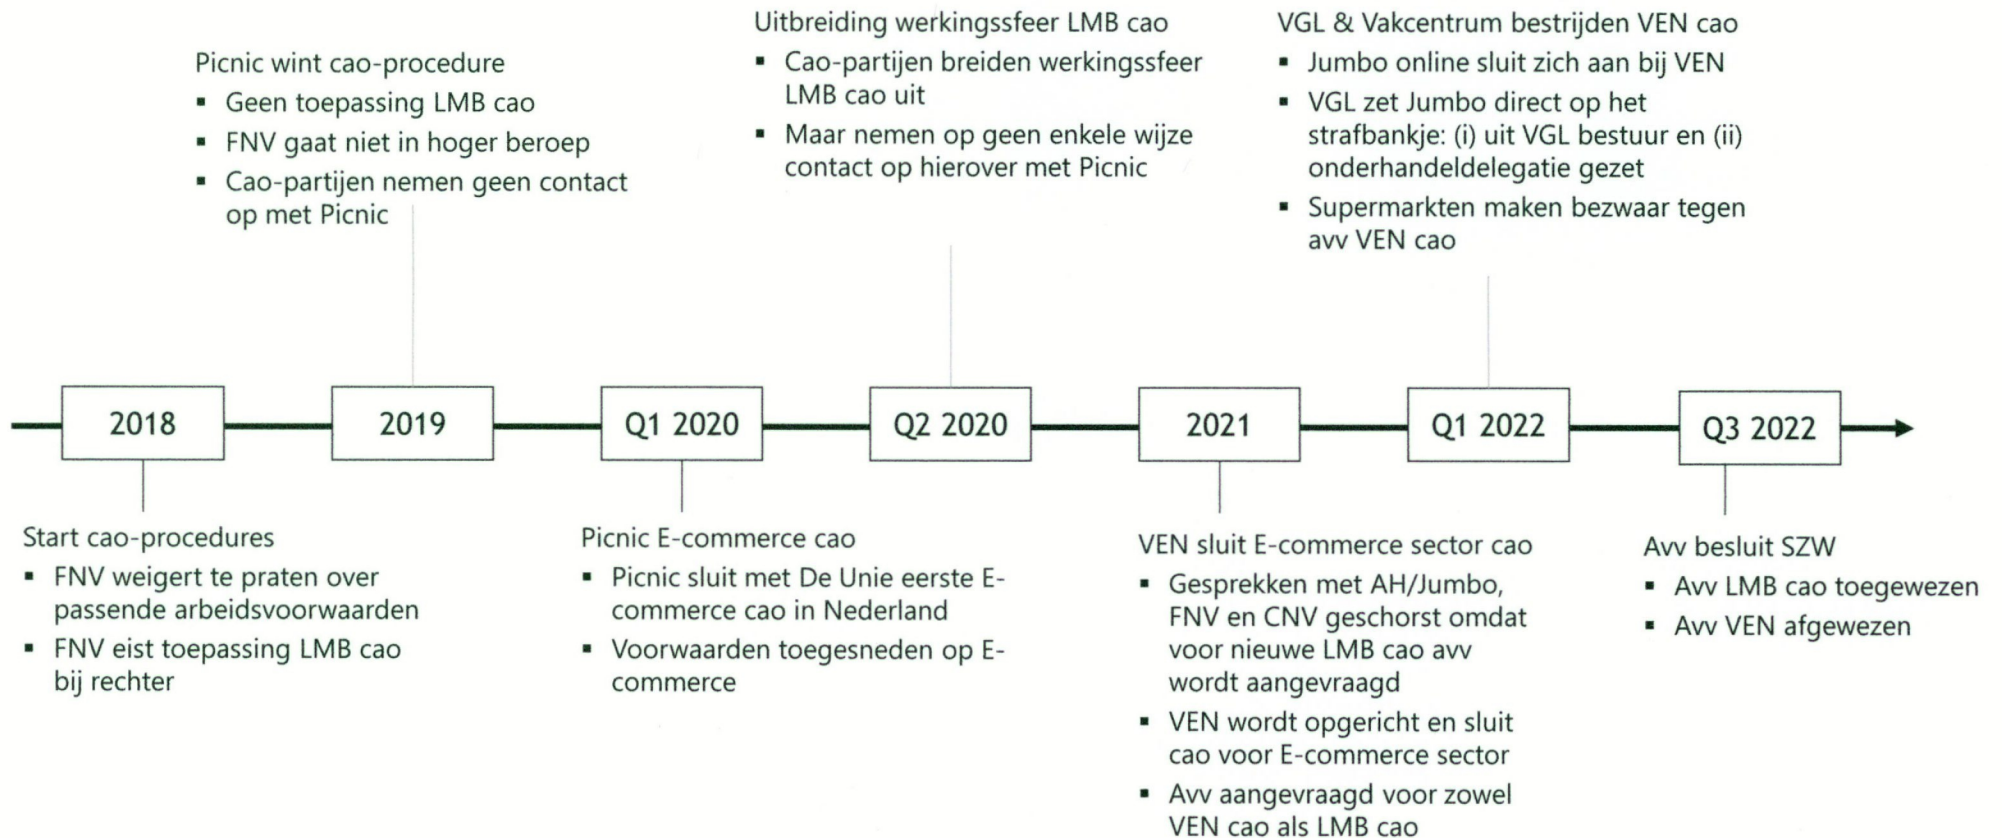 Picnic wint cao-procedure
▪ Geen toepassing LMB cao
▪ FNV gaat niet in hoger beroep
▪ Cao-partijen nemen geen contact
op met Picnic
Uitbreiding werkingssfeer LMB cao
▪ Cao-partijen breiden werkingssfeer
LMB cao uit
▪ Maar nemen op geen enkele wijze
contact op hierover met Picnic
VGL & Vakcentrum bestrijden VEN cao
▪ Jumbo online sluit zich aan bij VEN
▪ VGL zet Jumbo direct op het
strafbankje: (i) uit VGL bestuur en (ii)
onderhandeldelegatie gezet
▪ Supermarkten maken bezwaar tegen
avv VEN cao
2018
2019
Q1 2020
Q2 2020
2021
Q1 2022
Q3 2022
Start cao-procedures
▪ FNV weigert te praten over
passende arbeidsvoorwaarden
▪ FNV eist toepassing LMB cao
bij rechter
Picnic E-commerce cao
▪ Picnic sluit met De Unie eerste E-
commerce cao in Nederland
▪ Voorwaarden toegesneden op E-
commerce
VEN sluit E-commerce sector cao
▪ Gesprekken met AH/Jumbo,
FNV en CNV geschorst omdat
voor nieuwe LMB cao avv
wordt aangevraagd
▪ VEN wordt opgericht en sluit
cao voor E-commerce sector
▪ Avv aangevraagd voor zowel
VEN cao als LMB cao
Avv besluit SZW
▪ Avv LMB cao toegewezen
▪ Avv VEN afgewezen